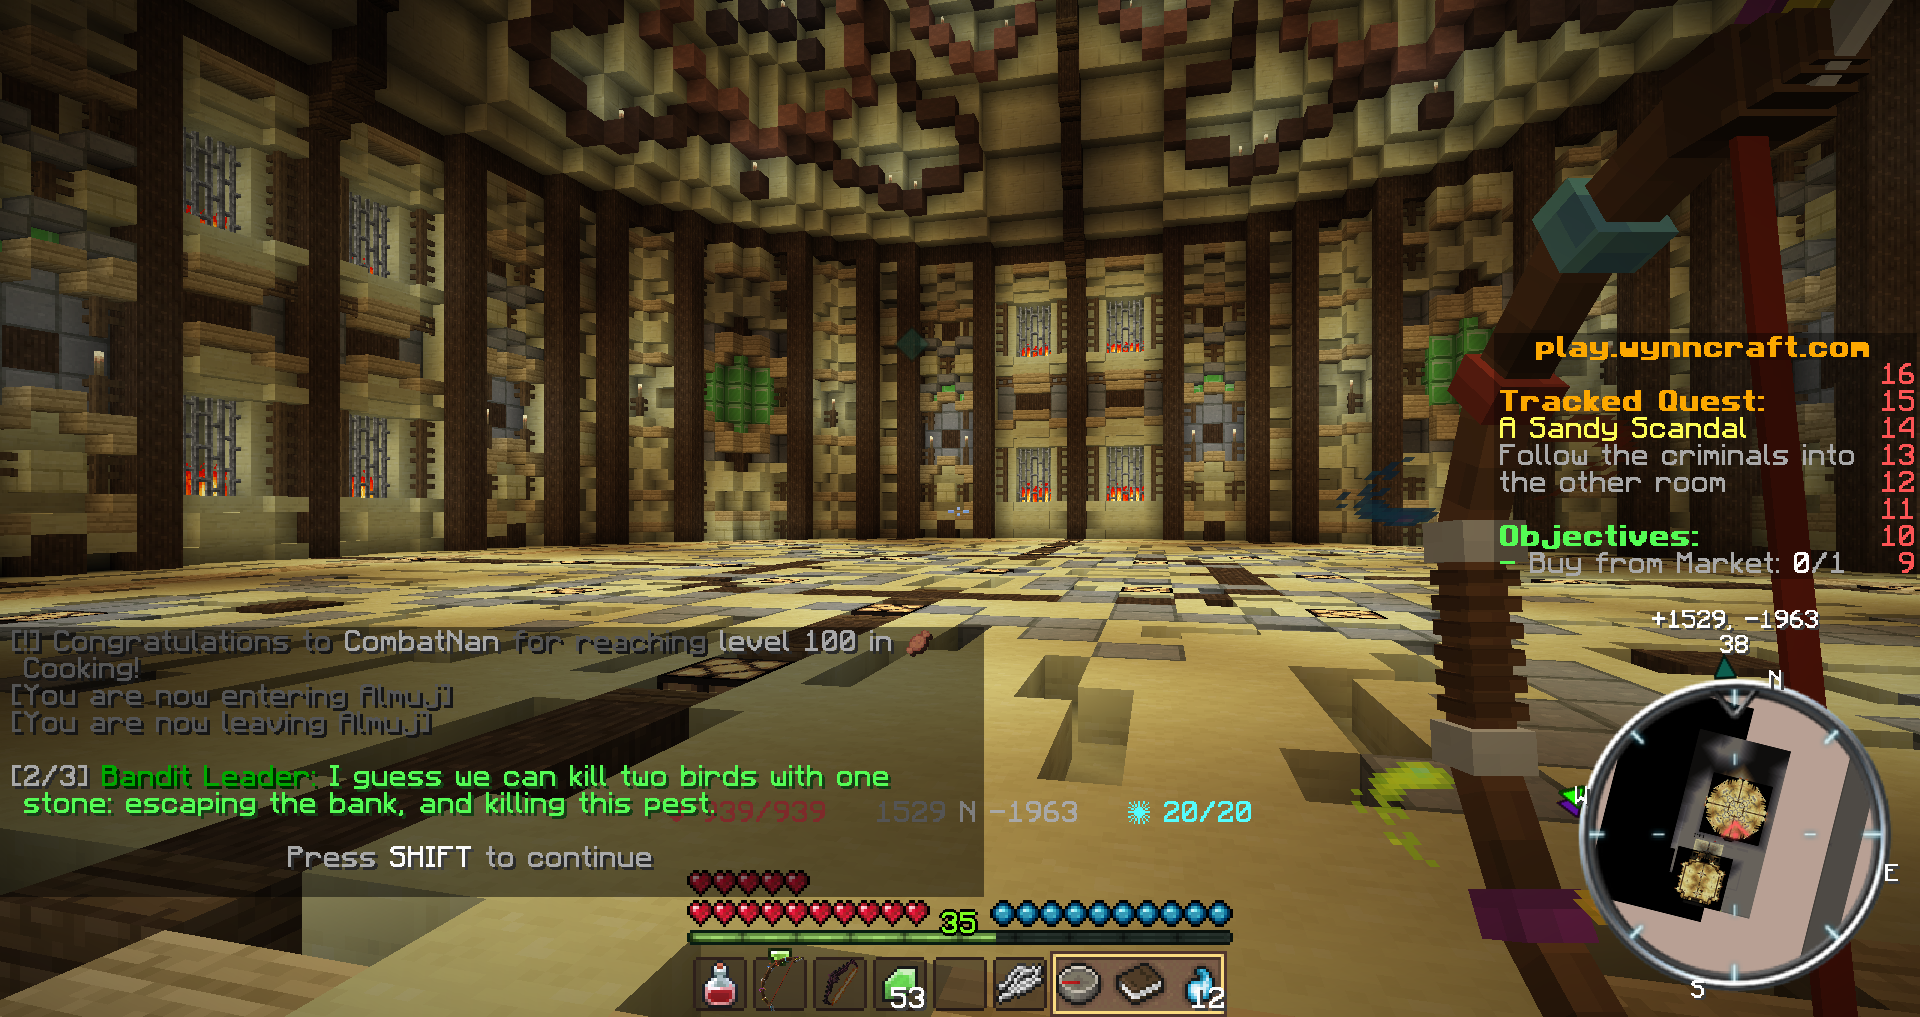 play.wynncraft.com
16
Tracked Quest: 15
A Sandy Scandal 14
Follow the criminals into 13
the other room 12
11
Objectives: 10
- Buy from Market: 0/1 9
+1529, -1963
38
N
W
E
S
[!] Congratulations to CombatNan for reaching level 100 in
Cooking!
[You are now entering Almuj]
[You are now leaving Almuj]
[2/3] Bandit Leader: I guess we can kill two birds with one
stone: escaping the bank, and killing this pest.
939/939 1529 N -1963 20/20
Press SHIFT to continue
35
53
12